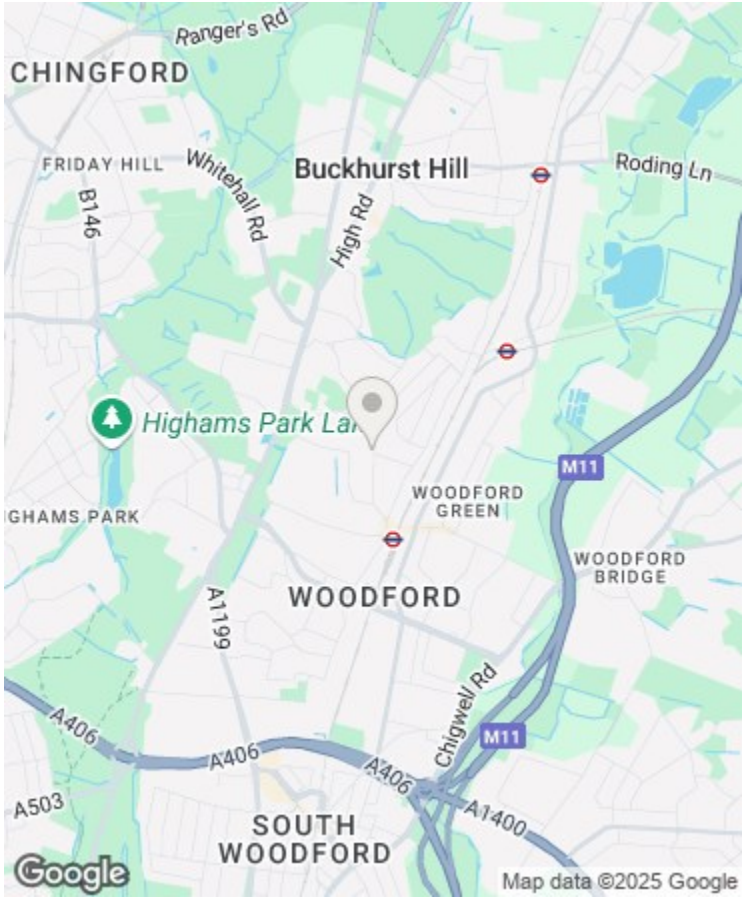 Ranger's Rd
CHINGFORD
FRIDAY HILL
Whitehall Rd
Buckhurst Hill
Roding Ln
B146
High Rd
Highams Park Lake
M11
WOODFORD
GREEN
GHAMS PARK
WOODFORD
BRIDGE
WOODFORD
A1199
Chigwell Rd
A406
M11
A406
A406
A503
A1400
SOUTH
WOODFORD
Google
Map data ©2025 Google